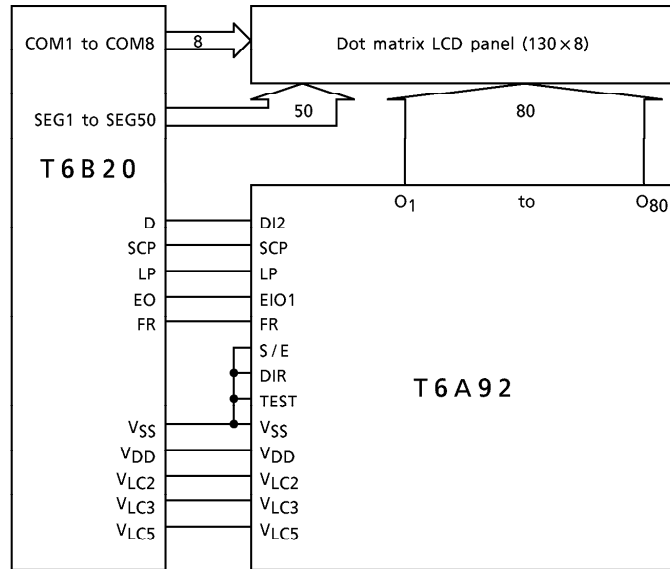 COM1 to COM8
8
Dot matrix LCD panel (130×8)
SEG1 to SEG50
50
80
T6B20
O1 to O80
D DI2
SCP SCP
LP LP
EO EIO1
FR FR
S/E
DIR
TEST
T6A92
VSS VSS
VDD VDD
VLC2 VLC2
VLC3 VLC3
VLC5 VLC5